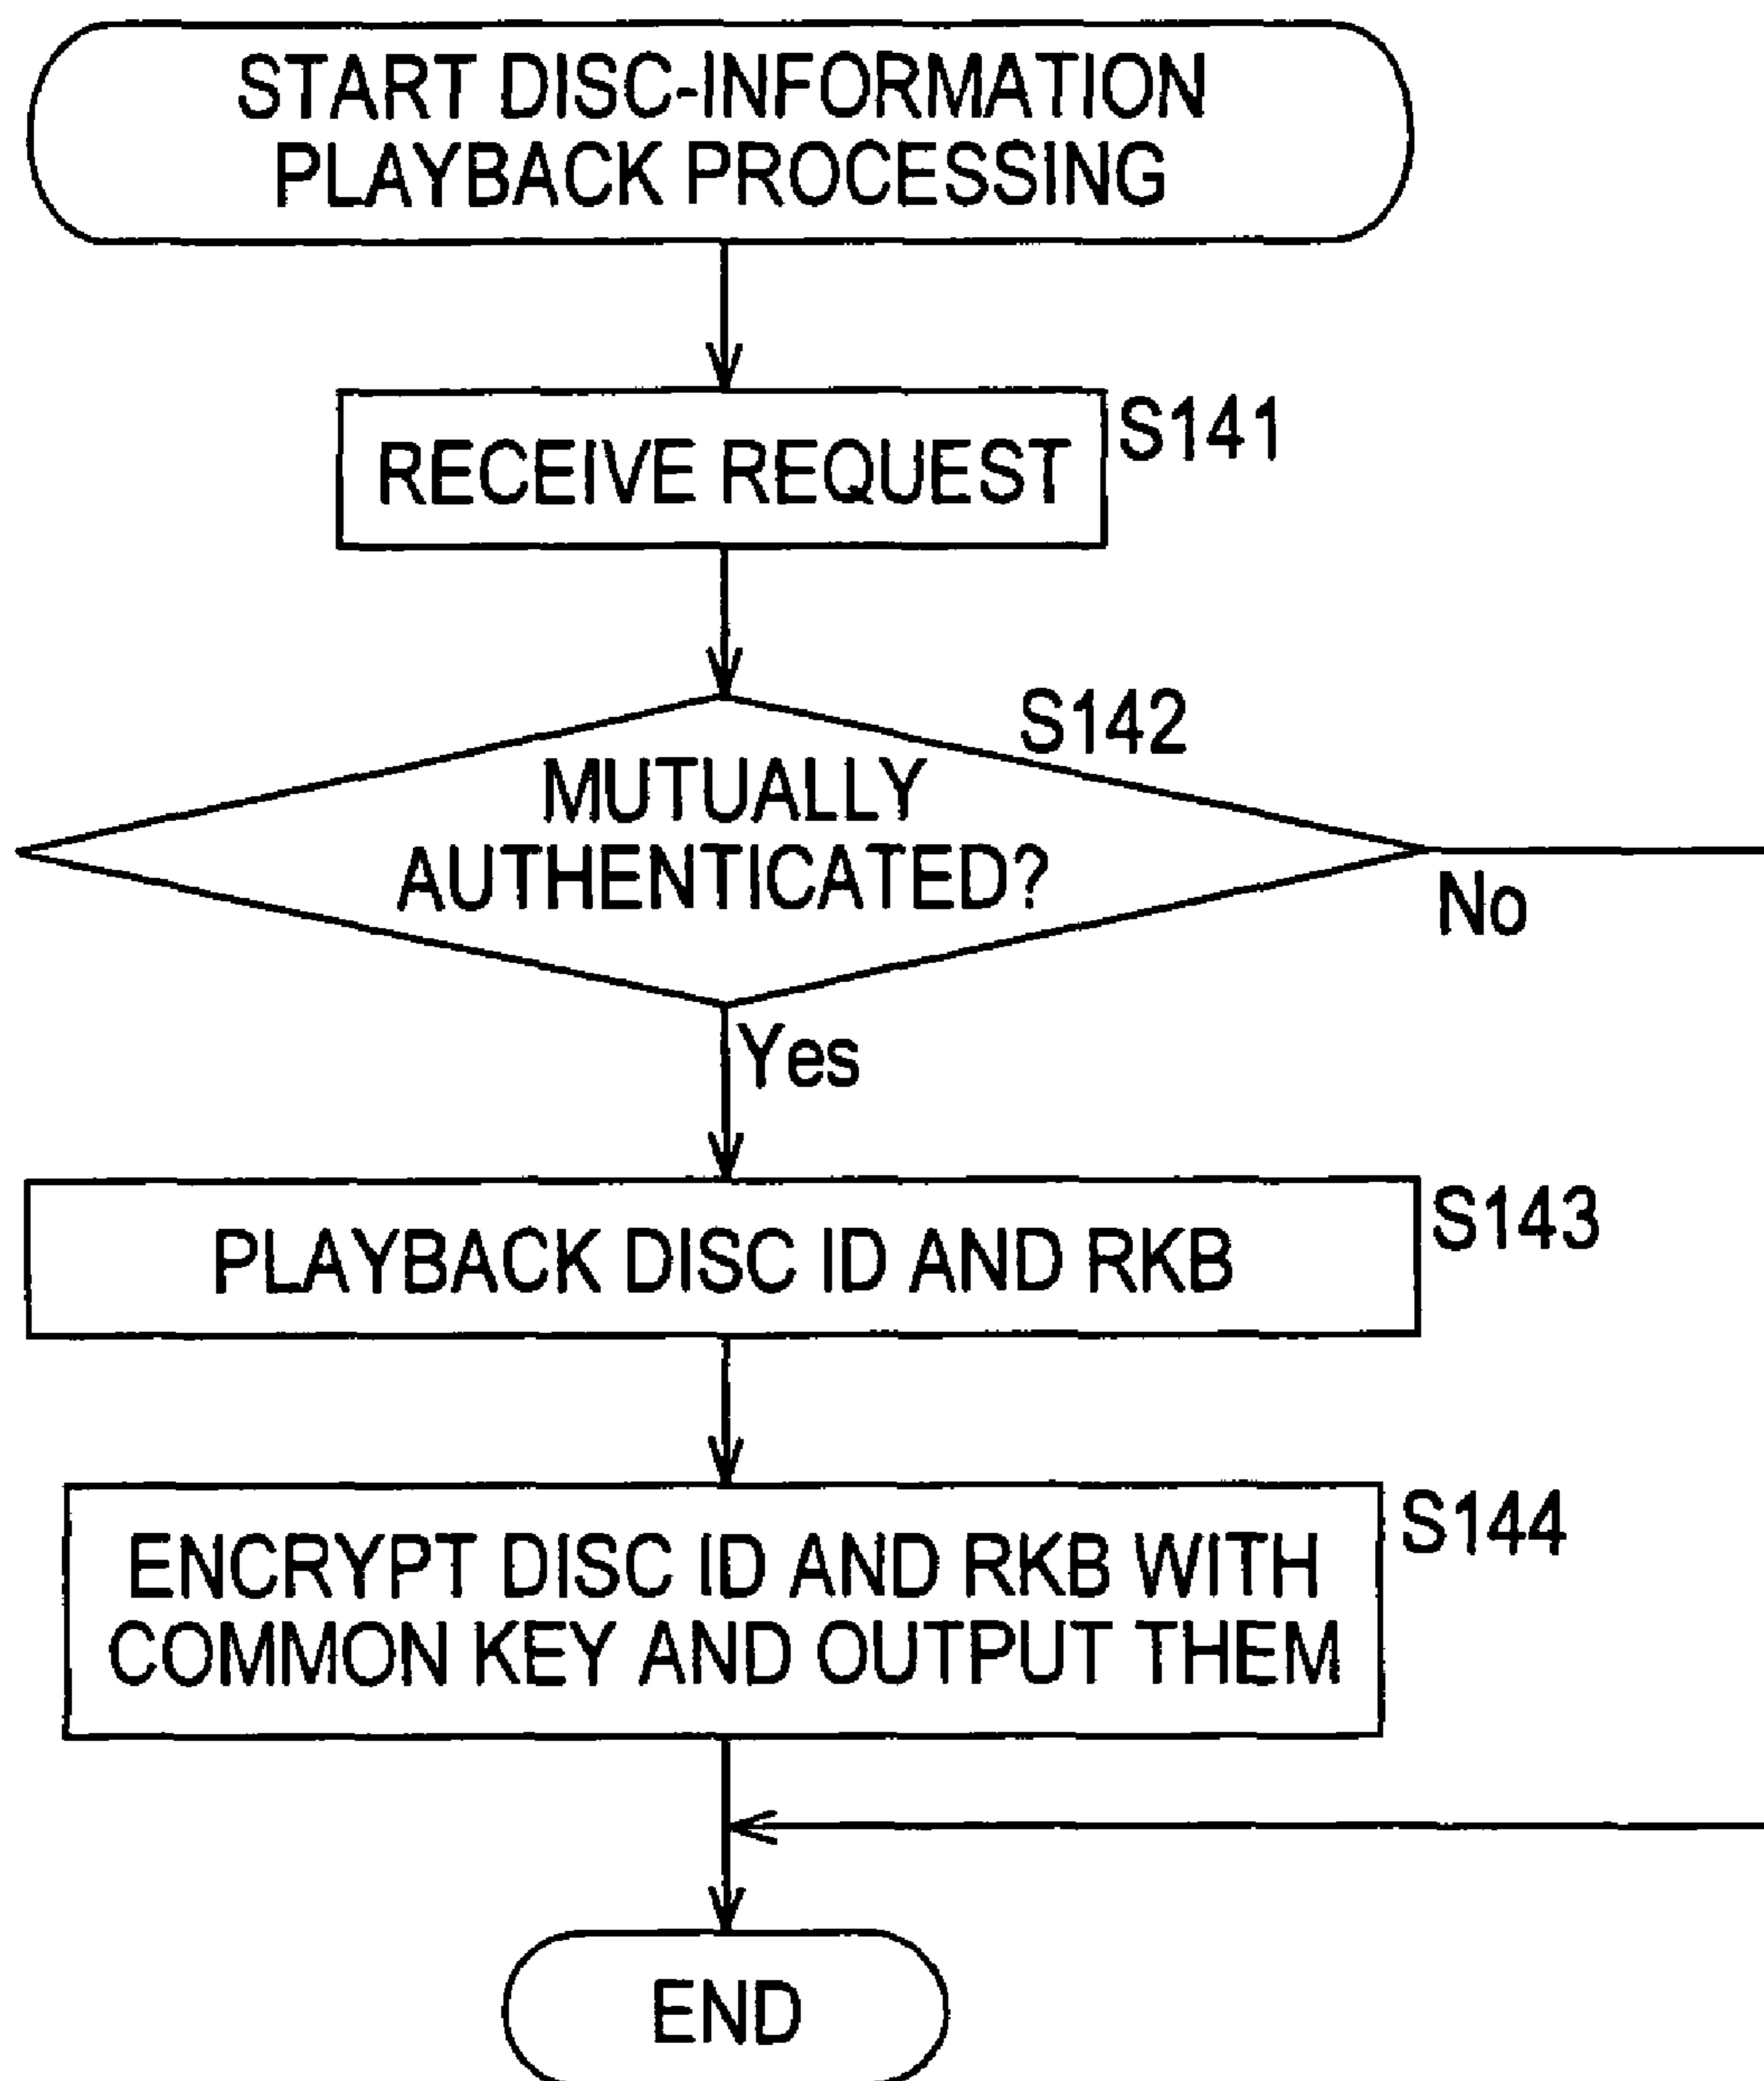 START DISC-INFORMATION
PLAYBACK PROCESSING
S141
RECEIVE REQUEST
S142
MUTUALLY
AUTHENTICATED?
No
Yes
S143
PLAYBACK DISC ID AND RKB
S144
ENCRYPT DISC ID AND RKB WITH
COMMON KEY AND OUTPUT THEM
END